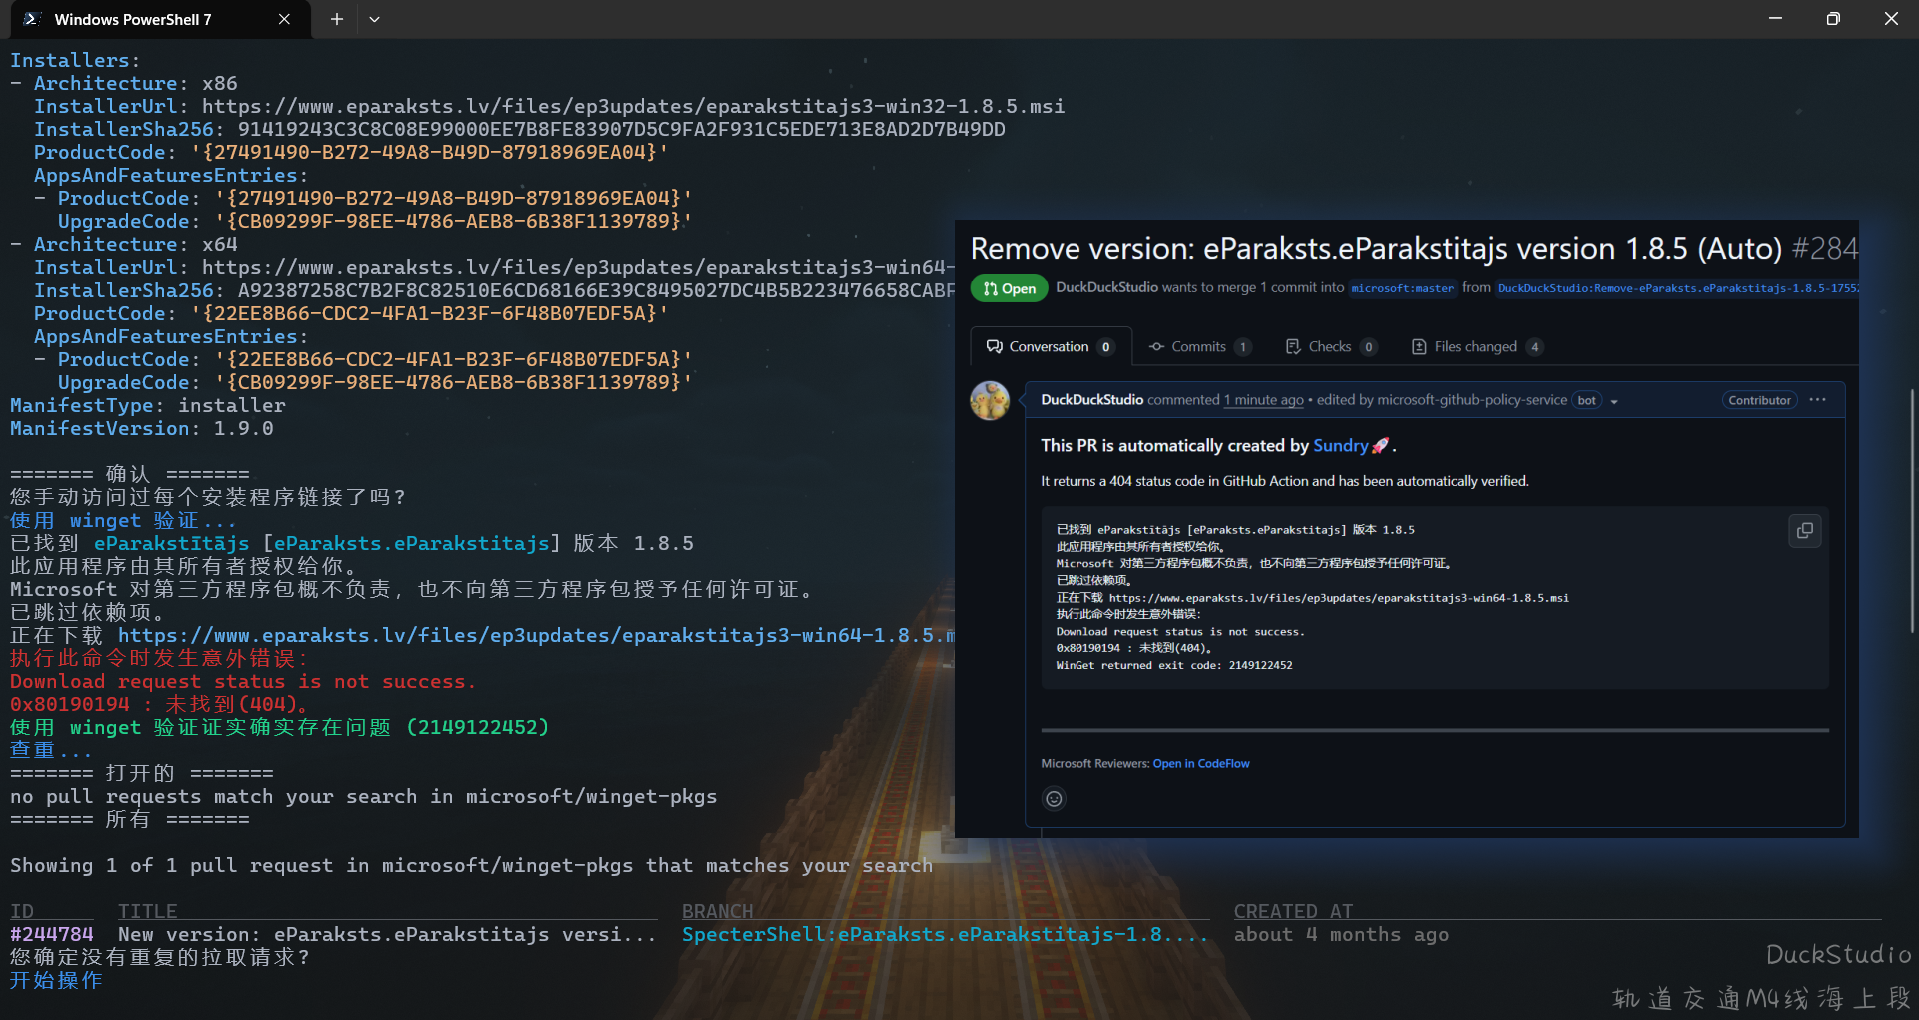 Windows PowerShell 7
Installers:
- Architecture: x86
InstallerUrl: https://www.eparaksts.lv/files/ep3updates/eparakstitajs3-win32-1.8.5.msi
InstallerSha256: 91419243C3C8C08E99000EE7B8FE83907D5C9FA2F931C5EDE713E8AD2D7B49DD
ProductCode: '{27491490-B272-49A8-B49D-87918969EA04}'
AppsAndFeaturesEntries:
- ProductCode: '{27491490-B272-49A8-B49D-87918969EA04}'
UpgradeCode: '{CB09299F-98EE-4786-AEB8-6B38F1139789}'
- Architecture: x64
InstallerUrl: https://www.eparaksts.lv/files/ep3updates/eparakstitajs3-win64-
InstallerSha256: A92387258C7B2F8C82510E6CD68166E39C8495027DC4B5B223476658CABF
ProductCode: '{22EE8B66-CDC2-4FA1-B23F-6F48B07EDF5A}'
AppsAndFeaturesEntries:
- ProductCode: '{22EE8B66-CDC2-4FA1-B23F-6F48B07EDF5A}'
UpgradeCode: '{CB09299F-98EE-4786-AEB8-6B38F1139789}'
ManifestType: installer
ManifestVersion: 1.9.0
======= 确认 =======
您手动访问过每个安装程序链接了吗?
使用 winget 验证...
已找到 eParakstītājs [eParaksts.eParakstitajs] 版本 1.8.5
此应用程序由其所有者授权给你。
Microsoft 对第三方程序包概不负责，也不向第三方程序包授予任何许可证。
已跳过依赖项。
正在下载 https://www.eparaksts.lv/files/ep3updates/eparakstitajs3-win64-1.8.5.m
执行此命令时发生意外错误:
Download request status is not success.
0x80190194 : 未找到(404)。
使用 winget 验证证实确实存在问题 (2149122452)
查重...
======= 打开的 =======
no pull requests match your search in microsoft/winget-pkgs
======= 所有 =======
Showing 1 of 1 pull request in microsoft/winget-pkgs that matches your search
ID TITLE BRANCH CREATED AT
#244784 New version: eParaksts.eParakstitajs versi... SpecterShell:eParaksts.eParakstitajs-1.8.... about 4 months ago
您确定没有重复的拉取请求?
开始操作
Remove version: eParaksts.eParakstitajs version 1.8.5 (Auto) #284
Open DuckDuckStudio wants to merge 1 commit into microsoft:master from DuckDuckStudio:Remove-eParaksts.eParakstitajs-1.8.5-1755
Conversation 0 Commits 1 Checks 0 Files changed 4
DuckDuckStudio commented 1 minute ago • edited by microsoft-github-policy-service bot Contributor ...
This PR is automatically created by Sundry🚀.
It returns a 404 status code in GitHub Action and has been automatically verified.
已找到 eParakstītājs [eParaksts.eParakstitajs] 版本 1.8.5
此应用程序由其所有者授权给你。
Microsoft 对第三方程序包概不负责，也不向第三方程序包授予任何许可证。
已跳过依赖项。
正在下载 https://www.eparaksts.lv/files/ep3updates/eparakstitajs3-win64-1.8.5.msi
执行此命令时发生意外错误:
Download request status is not success.
0x80190194 : 未找到(404)。
WinGet returned exit code: 2149122452
Microsoft Reviewers: Open in CodeFlow
DuckStudio
轨道交通M4线海上段